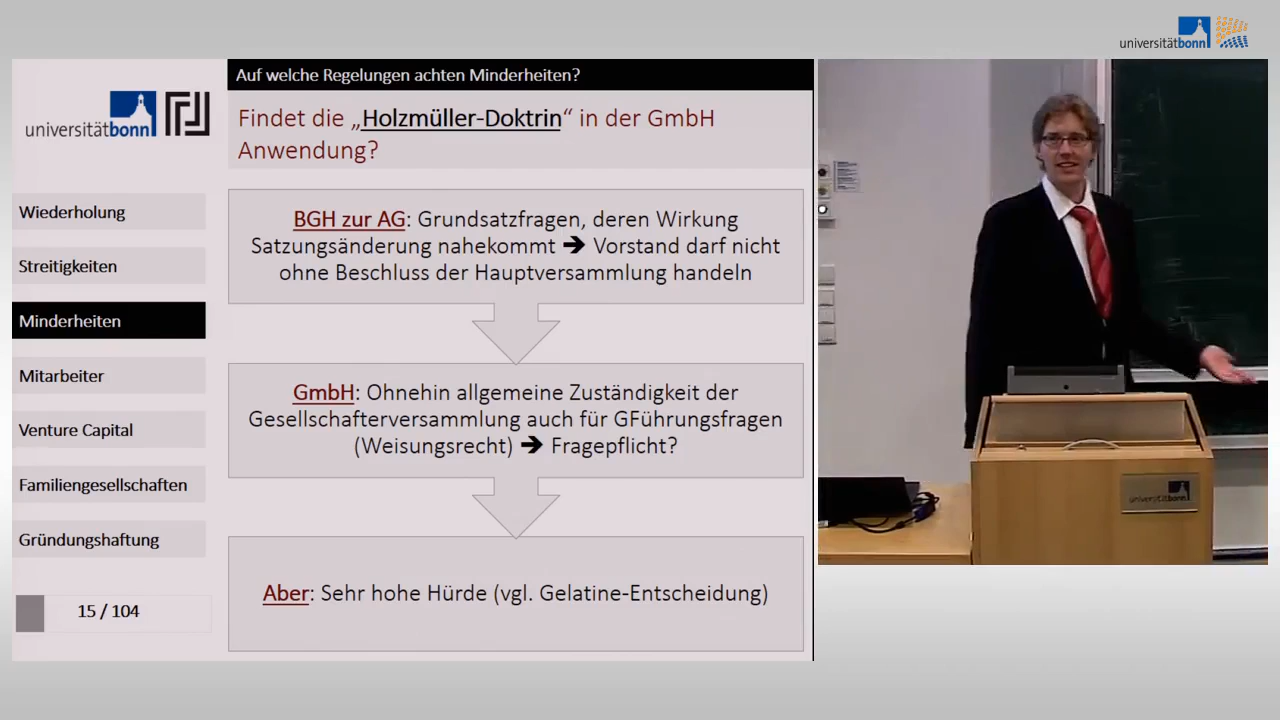 universitätbonn
Auf welche Regelungen achten Minderheiten?
universitätbonn
Findet die „Holzmüller-Doktrin“ in der GmbH
Anwendung?
Wiederholung
Streitigkeiten
Minderheiten
Mitarbeiter
Venture Capital
Familiengesellschaften
Gründungshaftung
15 / 104
BGH zur AG: Grundsatzfragen, deren Wirkung
Satzungsänderung nahekommt ➔ Vorstand darf nicht
ohne Beschluss der Hauptversammlung handeln
GmbH: Ohnehin allgemeine Zuständigkeit der
Gesellschafterversammlung auch für GFührungsfragen
(Weisungsrecht) ➔ Fragepflicht?
Aber: Sehr hohe Hürde (vgl. Gelatine-Entscheidung)
universitätbonn